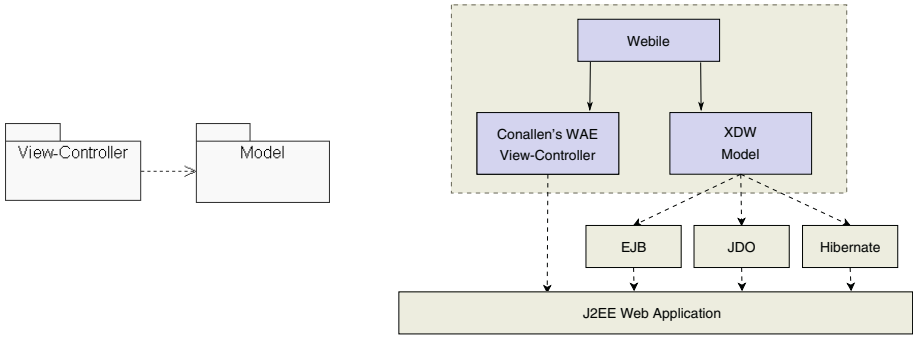 View-Controller
Model
Webile
Conallen's WAE
View-Controller
XDW
Model
EJB
JDO
Hibernate
J2EE Web Application